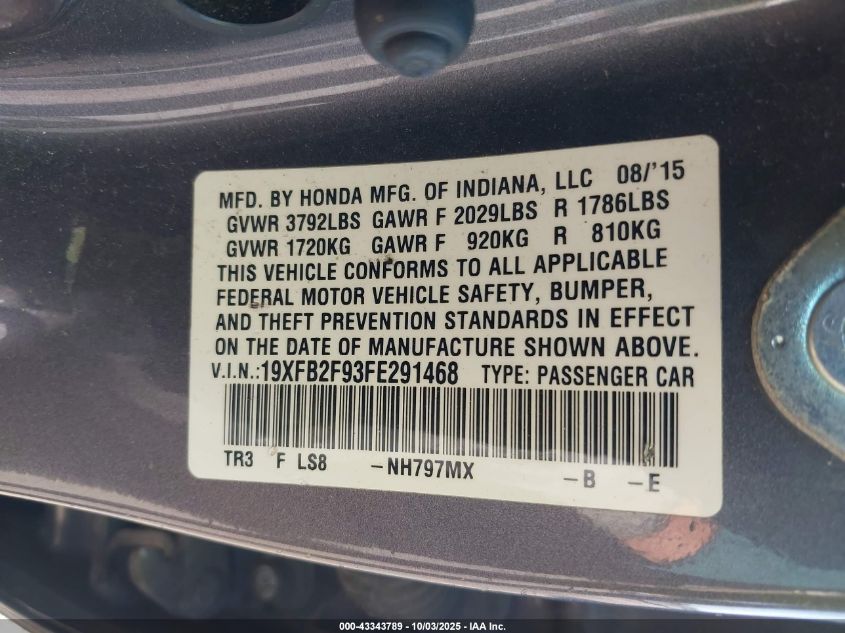 MFD. BY HONDA MFG. OF INDIANA, LLC 08/'15
GVWR 3792LBS GAWR F 2029LBS R 1786LBS
GVWR 1720KG GAWR F 920KG R 810KG
THIS VEHICLE CONFORMS TO ALL APPLICABLE
FEDERAL MOTOR VEHICLE SAFETY, BUMPER,
AND THEFT PREVENTION STANDARDS IN EFFECT
ON THE DATE OF MANUFACTURE SHOWN ABOVE.
V.I.N.:19XFB2F93FE291468 TYPE: PASSENGER CAR
TR3 F LS8 -NH797MX -B -E
000-43343789 - 10/03/2025 - IAA Inc.